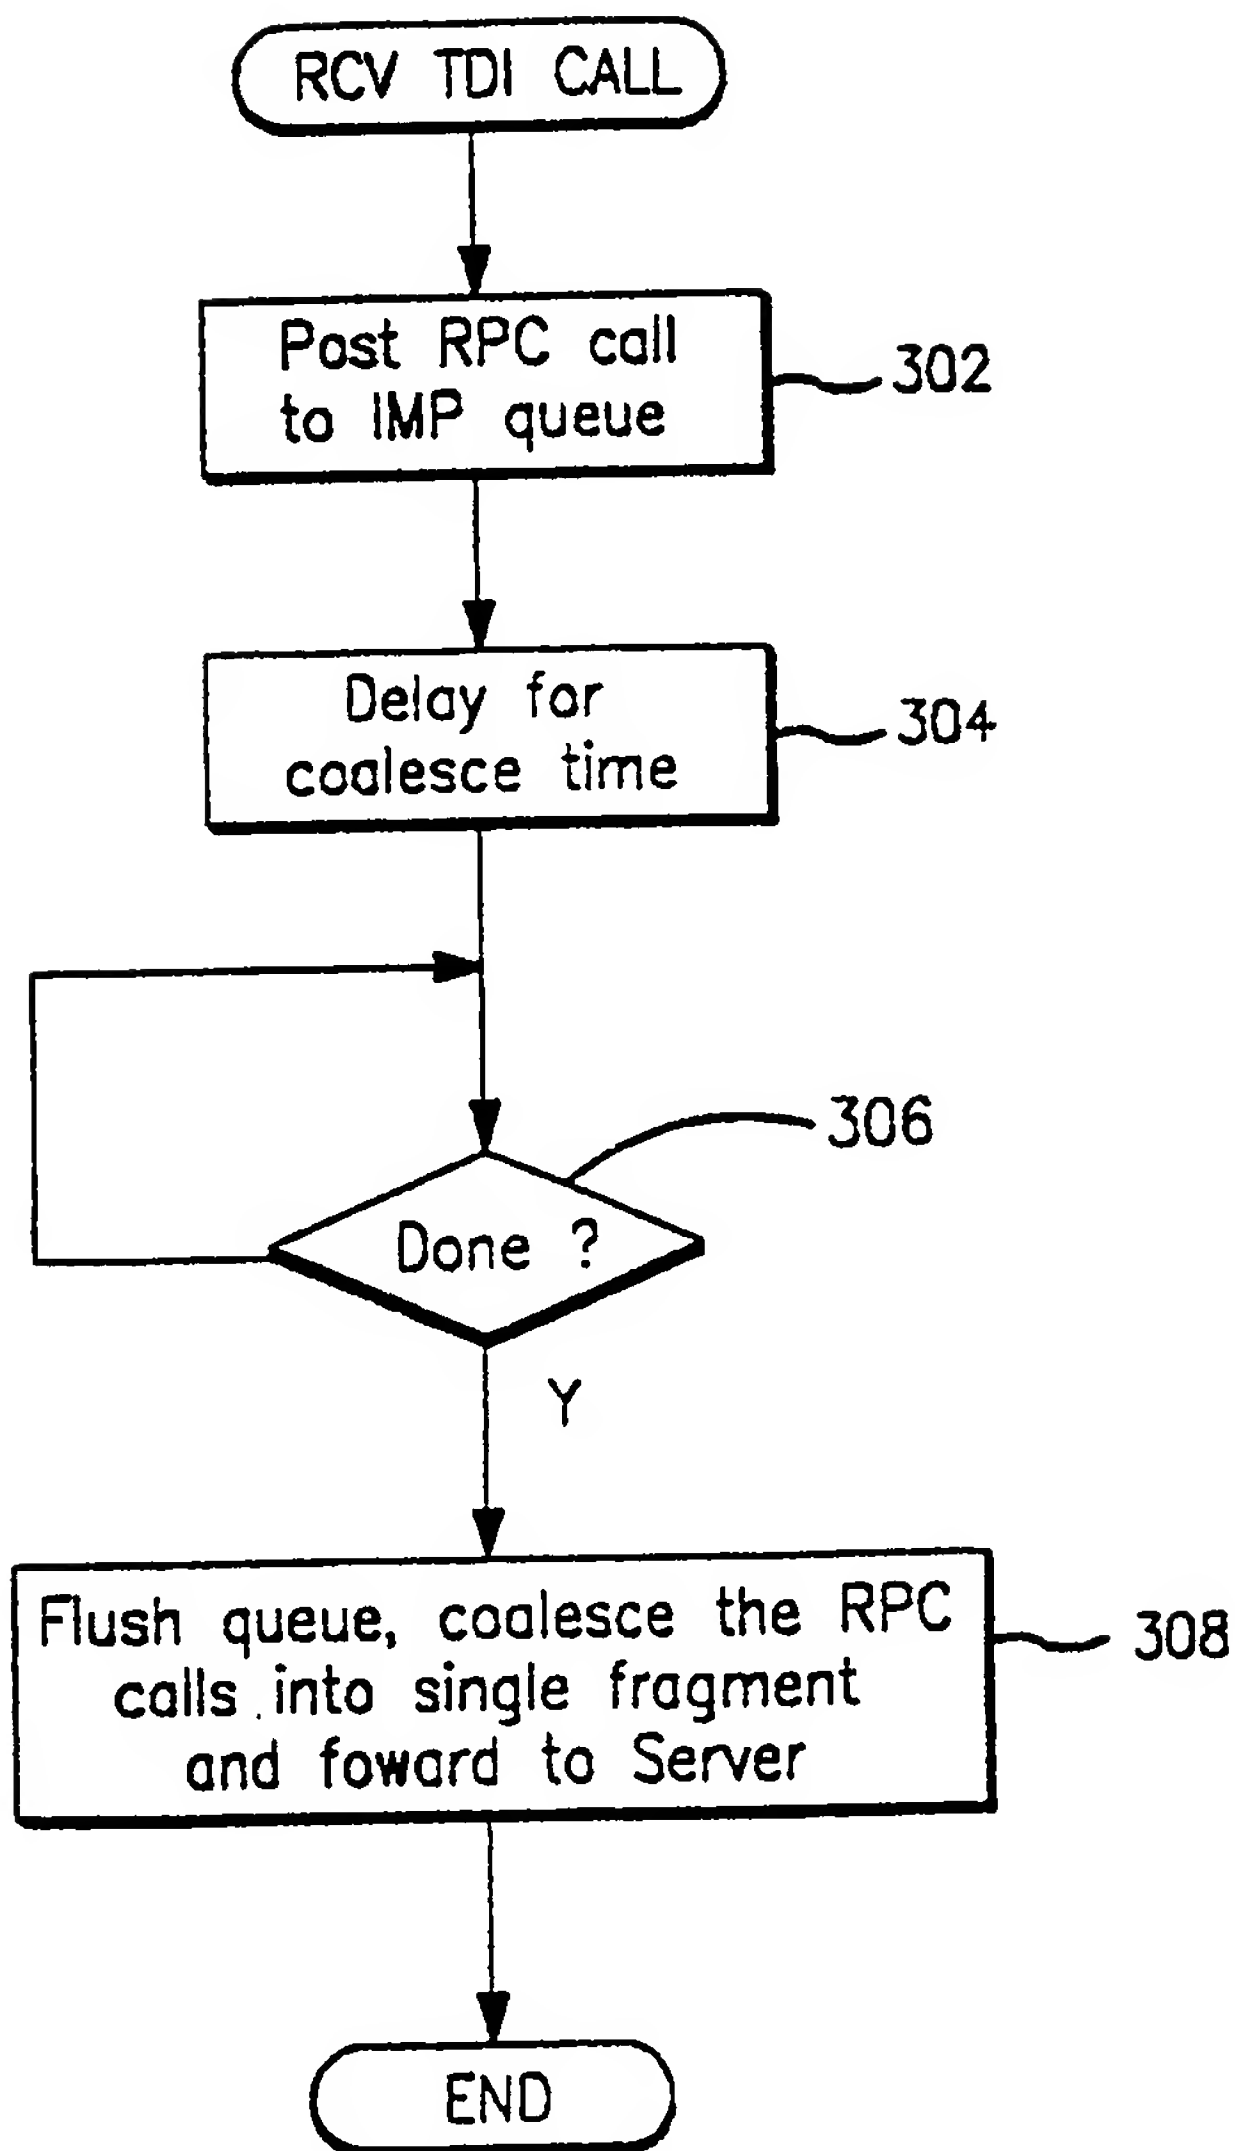 RCV TDI CALL
Post RPC call
to IMP queue
302
Delay for
coalesce time
304
306
Done ?
Y
Flush queue, coalesce the RPC
calls into single fragment
and foward to Server
308
END